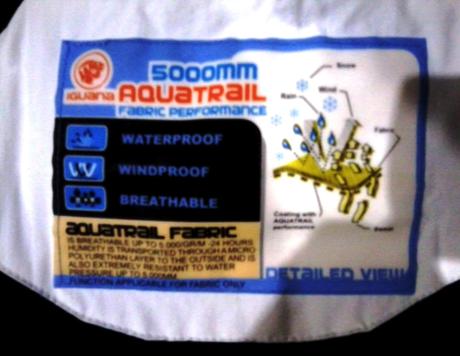 IGUANA
5000MM
AQUATRAIL
FABRIC PERFORMANCE
WATERPROOF
WINDPROOF
BREATHABLE
AQUATRAIL FABRIC
IS BREATHABLE UP TO 5.000/GR/M -24 HOURS
HUMIDITY IS TRANSPORTED THROUGH A MICRO
POLYURETHAN LAYER TO THE OUTSIDE AND IS
ALSO EXTREMELY RESISTANT TO WATER
PRESSURE UP TO 5.000MM
FUNCTION APPLICABLE FOR FABRIC ONLY
Snow
Rain
Wind
Fabric
Coating with
AQUATRAIL
performance
Sweat
DETAILED VIEW